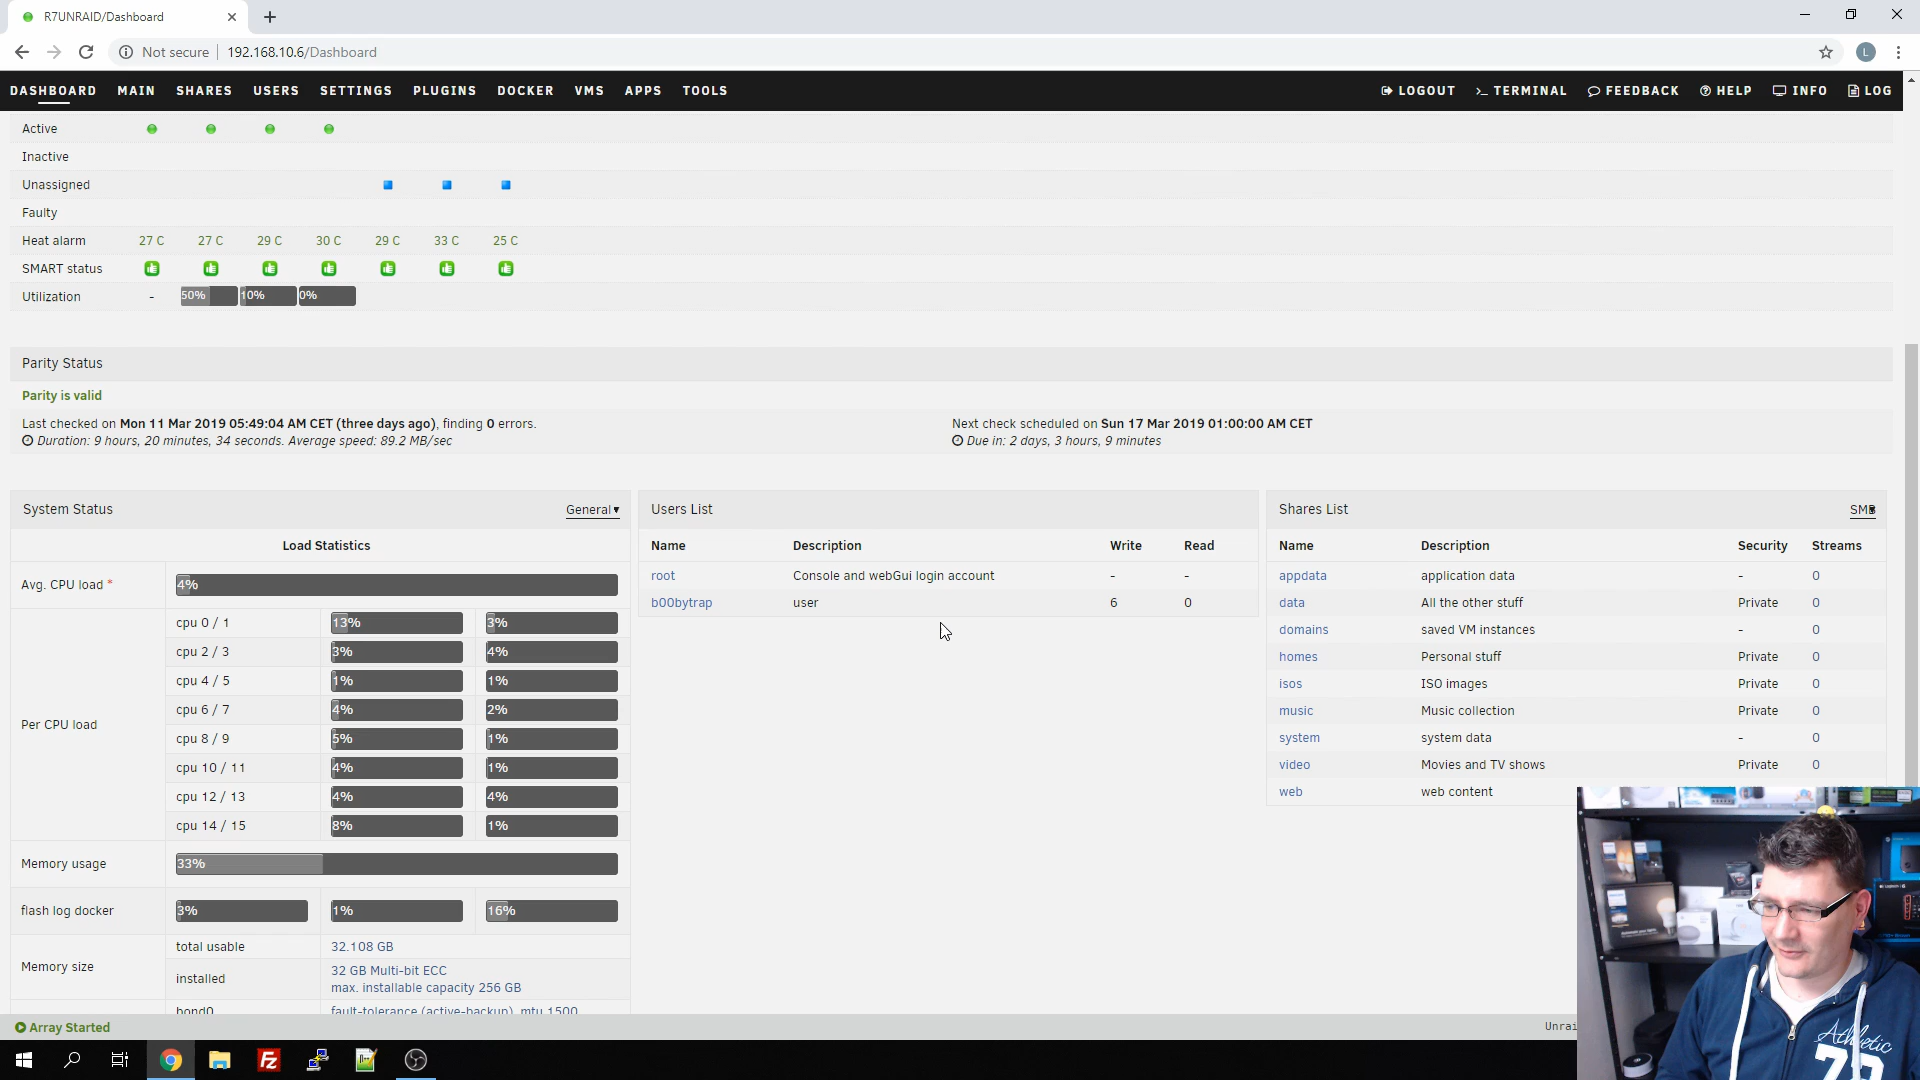 R7UNRAID/Dashboard
Not secure 192.168.10.6/Dashboard L
DASHBOARD MAIN SHARES USERS SETTINGS PLUGINS DOCKER VMS APPS TOOLS LOGOUT TERMINAL FEEDBACK HELP INFO LOG
Active
Inactive
Unassigned
Faulty
Heat alarm 27 C 27 C 29 C 30 C 29 C 33 C 25 C
SMART status
Utilization - 50% 10% 0%
Parity Status
Parity is valid
Last checked on Mon 11 Mar 2019 05:49:04 AM CET (three days ago), finding 0 errors.
Duration: 9 hours, 20 minutes, 34 seconds. Average speed: 89.2 MB/sec
Next check scheduled on Sun 17 Mar 2019 01:00:00 AM CET
Due in: 2 days, 3 hours, 9 minutes
System Status General
Load Statistics
Avg. CPU load * 4%
Per CPU load
cpu 0 / 1 13% 3%
cpu 2 / 3 3% 4%
cpu 4 / 5 1% 1%
cpu 6 / 7 4% 2%
cpu 8 / 9 5% 1%
cpu 10 / 11 4% 1%
cpu 12 / 13 4% 4%
cpu 14 / 15 8% 1%
Memory usage 33%
flash log docker 3% 1% 16%
Memory size
total usable 32.108 GB
installed 32 GB Multi-bit ECC
max. installable capacity 256 GB
bond0 fault-tolerance (active-backup), mtu 1500
Users List
Name Description Write Read
root Console and webGui login account - -
b00bytrap user 6 0
Shares List SMB
Name Description Security Streams
appdata application data - 0
data All the other stuff Private 0
domains saved VM instances - 0
homes Personal stuff Private 0
isos ISO images Private 0
music Music collection Private 0
system system data - 0
video Movies and TV shows Private 0
web web content
Array Started
Unrai
Athletic